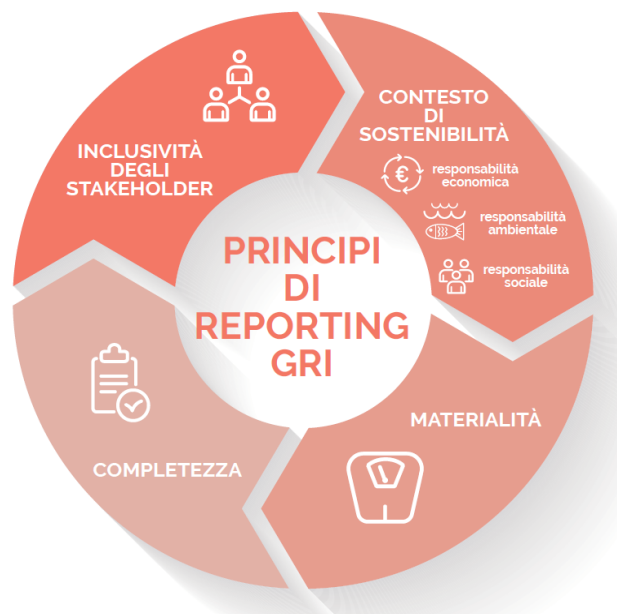 PRINCIPI
DI
REPORTING
GRI
INCLUSIVITÀ
DEGLI
STAKEHOLDER
CONTESTO
DI
SOSTENIBILITÀ
€
responsabilità
economica
responsabilità
ambientale
responsabilità
sociale
MATERIALITÀ
COMPLETEZZA